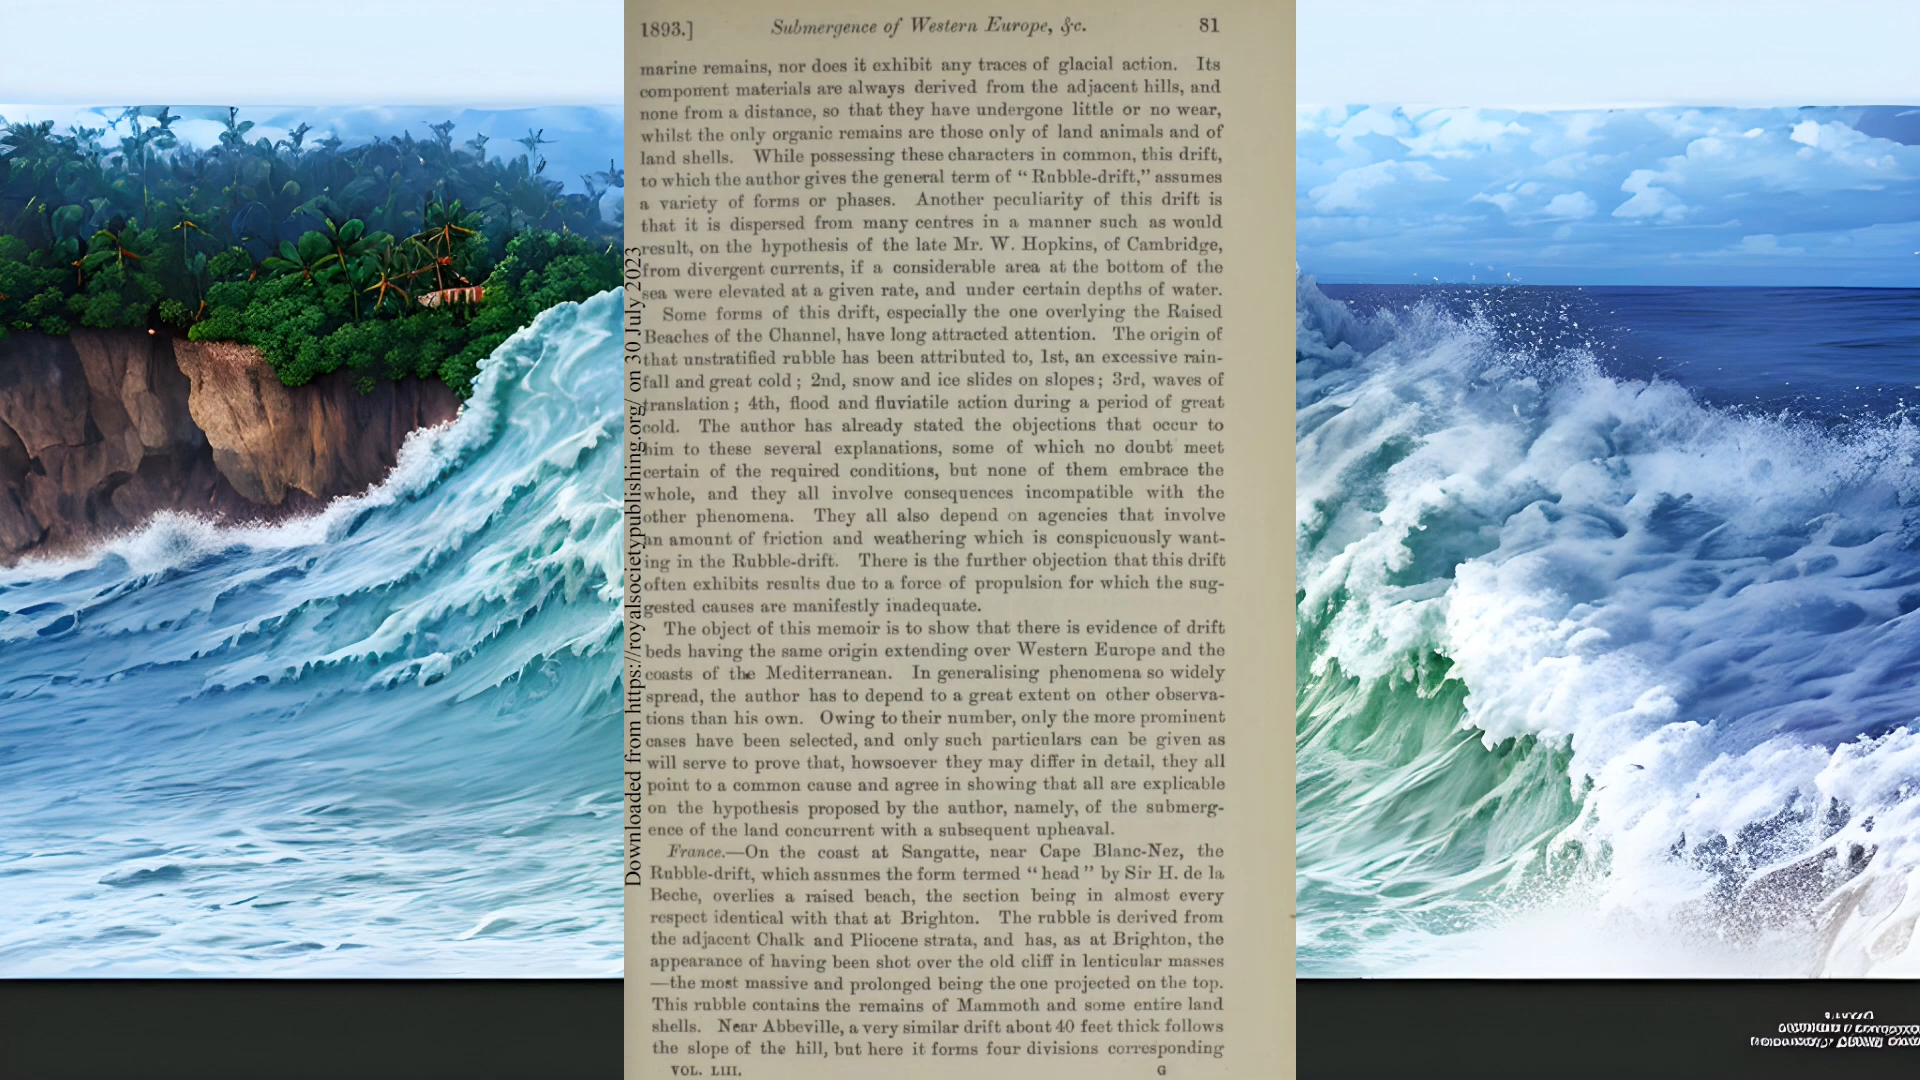 1893.] Submergence of Western Europe, &c. 81
marine remains, nor does it exhibit any traces of glacial action. Its
component materials are always derived from the adjacent hills, and
none from a distance, so that they have undergone little or no wear,
whilst the only organic remains are those only of land animals and of
land shells. While possessing these characters in common, this drift,
to which the author gives the general term of “Rubble-drift,” assumes
a variety of forms or phases. Another peculiarity of this drift is
that it is dispersed from many centres in a manner such as would
result, on the hypothesis of the late Mr. W. Hopkins, of Cambridge,
from divergent currents, if a considerable area at the bottom of the
sea were elevated at a given rate, and under certain depths of water.
Some forms of this drift, especially the one overlying the Raised
Beaches of the Channel, have long attracted attention. The origin of
that unstratified rubble has been attributed to, 1st, an excessive rain-
fall and great cold; 2nd, snow and ice slides on slopes; 3rd, waves of
translation; 4th, flood and fluviatile action during a period of great
cold. The author has already stated the objections that occur to
him to these several explanations, some of which no doubt meet
certain of the required conditions, but none of them embrace the
whole, and they all involve consequences incompatible with the
other phenomena. They all also depend on agencies that involve
an amount of friction and weathering which is conspicuously want-
ing in the Rubble-drift. There is the further objection that this drift
often exhibits results due to a force of propulsion for which the sug-
gested causes are manifestly inadequate.
The object of this memoir is to show that there is evidence of drift
beds having the same origin extending over Western Europe and the
coasts of the Mediterranean. In generalising phenomena so widely
spread, the author has to depend to a great extent on other observa-
tions than his own. Owing to their number, only the more prominent
cases have been selected, and only such particulars can be given as
will serve to prove that, howsoever they may differ in detail, they all
point to a common cause and agree in showing that all are explicable
on the hypothesis proposed by the author, namely, of the submerg-
ence of the land concurrent with a subsequent upheaval.
France.—On the coast at Sangatte, near Cape Blanc-Nez, the
Rubble-drift, which assumes the form termed “head” by Sir H. de la
Beche, overlies a raised beach, the section being in almost every
respect identical with that at Brighton. The rubble is derived from
the adjacent Chalk and Pliocene strata, and has, as at Brighton, the
appearance of having been shot over the old cliff in lenticular masses
—the most massive and prolonged being the one projected on the top.
This rubble contains the remains of Mammoth and some entire land
shells. Near Abbeville, a very similar drift about 40 feet thick follows
the slope of the hill, but here it forms four divisions corresponding
VOL. LIII. G
Downloaded from https://royalsocietypublishing.org/ on 30 July 2023